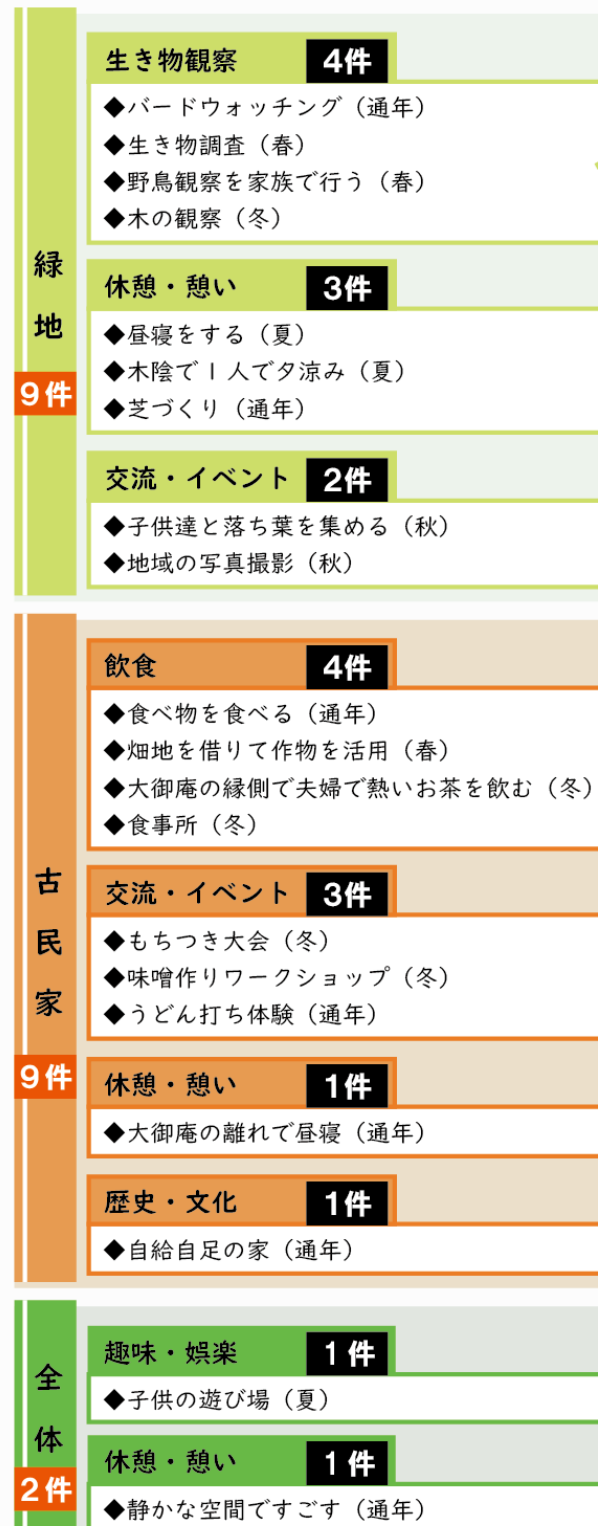 緑地
9件
生き物観察 4件
◆バードウォッチング（通年）
◆生き物調査（春）
◆野鳥観察を家族で行う（春）
◆木の観察（冬）
休憩・憩い 3件
◆昼寝をする（夏）
◆木陰で1人で夕涼み（夏）
◆芝づくり（通年）
交流・イベント 2件
◆子供達と落ち葉を集める（秋）
◆地域の写真撮影（秋）
古民家
9件
飲食 4件
◆食べ物を食べる（通年）
◆畑地を借りて作物を活用（春）
◆大御庵の縁側で夫婦で熱いお茶を飲む（冬）
◆食事所（冬）
交流・イベント 3件
◆もちつき大会（冬）
◆味噌作りワークショップ（冬）
◆うどん打ち体験（通年）
休憩・憩い 1件
◆大御庵の離れで昼寝（通年）
歴史・文化 1件
◆自給自足の家（通年）
全体
2件
趣味・娯楽 1件
◆子供の遊び場（夏）
休憩・憩い 1件
◆静かな空間ですごす（通年）